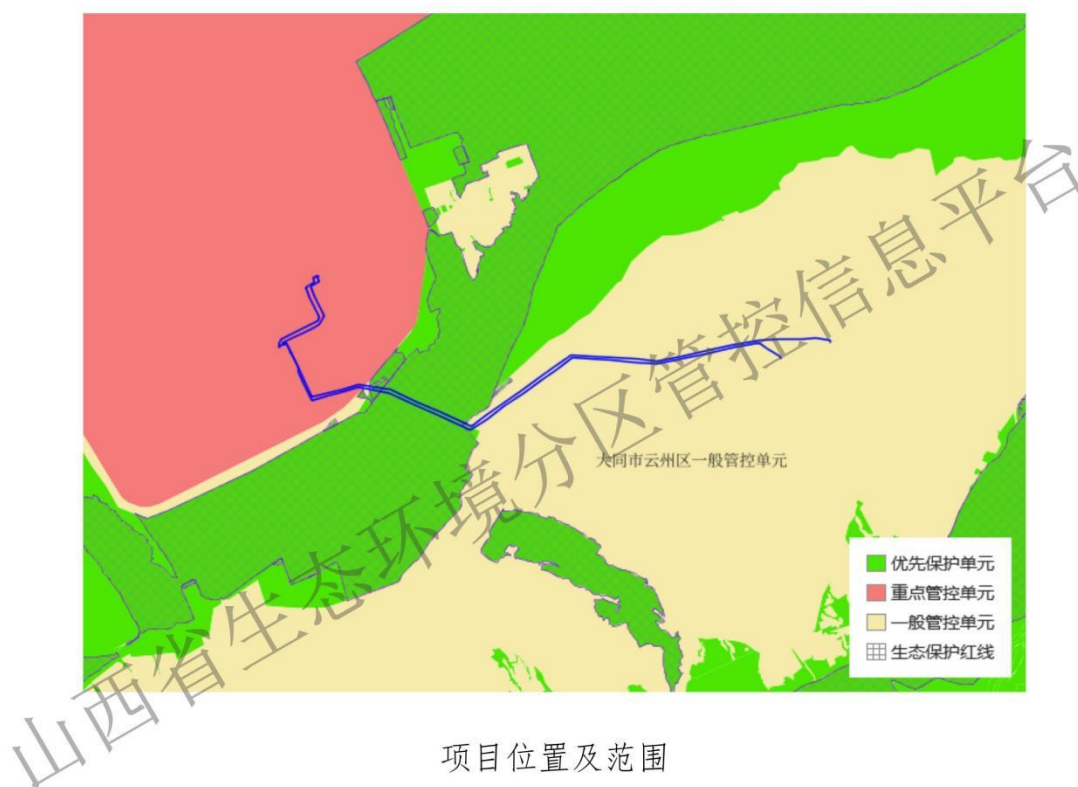 山西省生态环境分区管控信息平台
大同市云州区一般管控单元
优先保护单元
重点管控单元
一般管控单元
生态保护红线
项目位置及范围